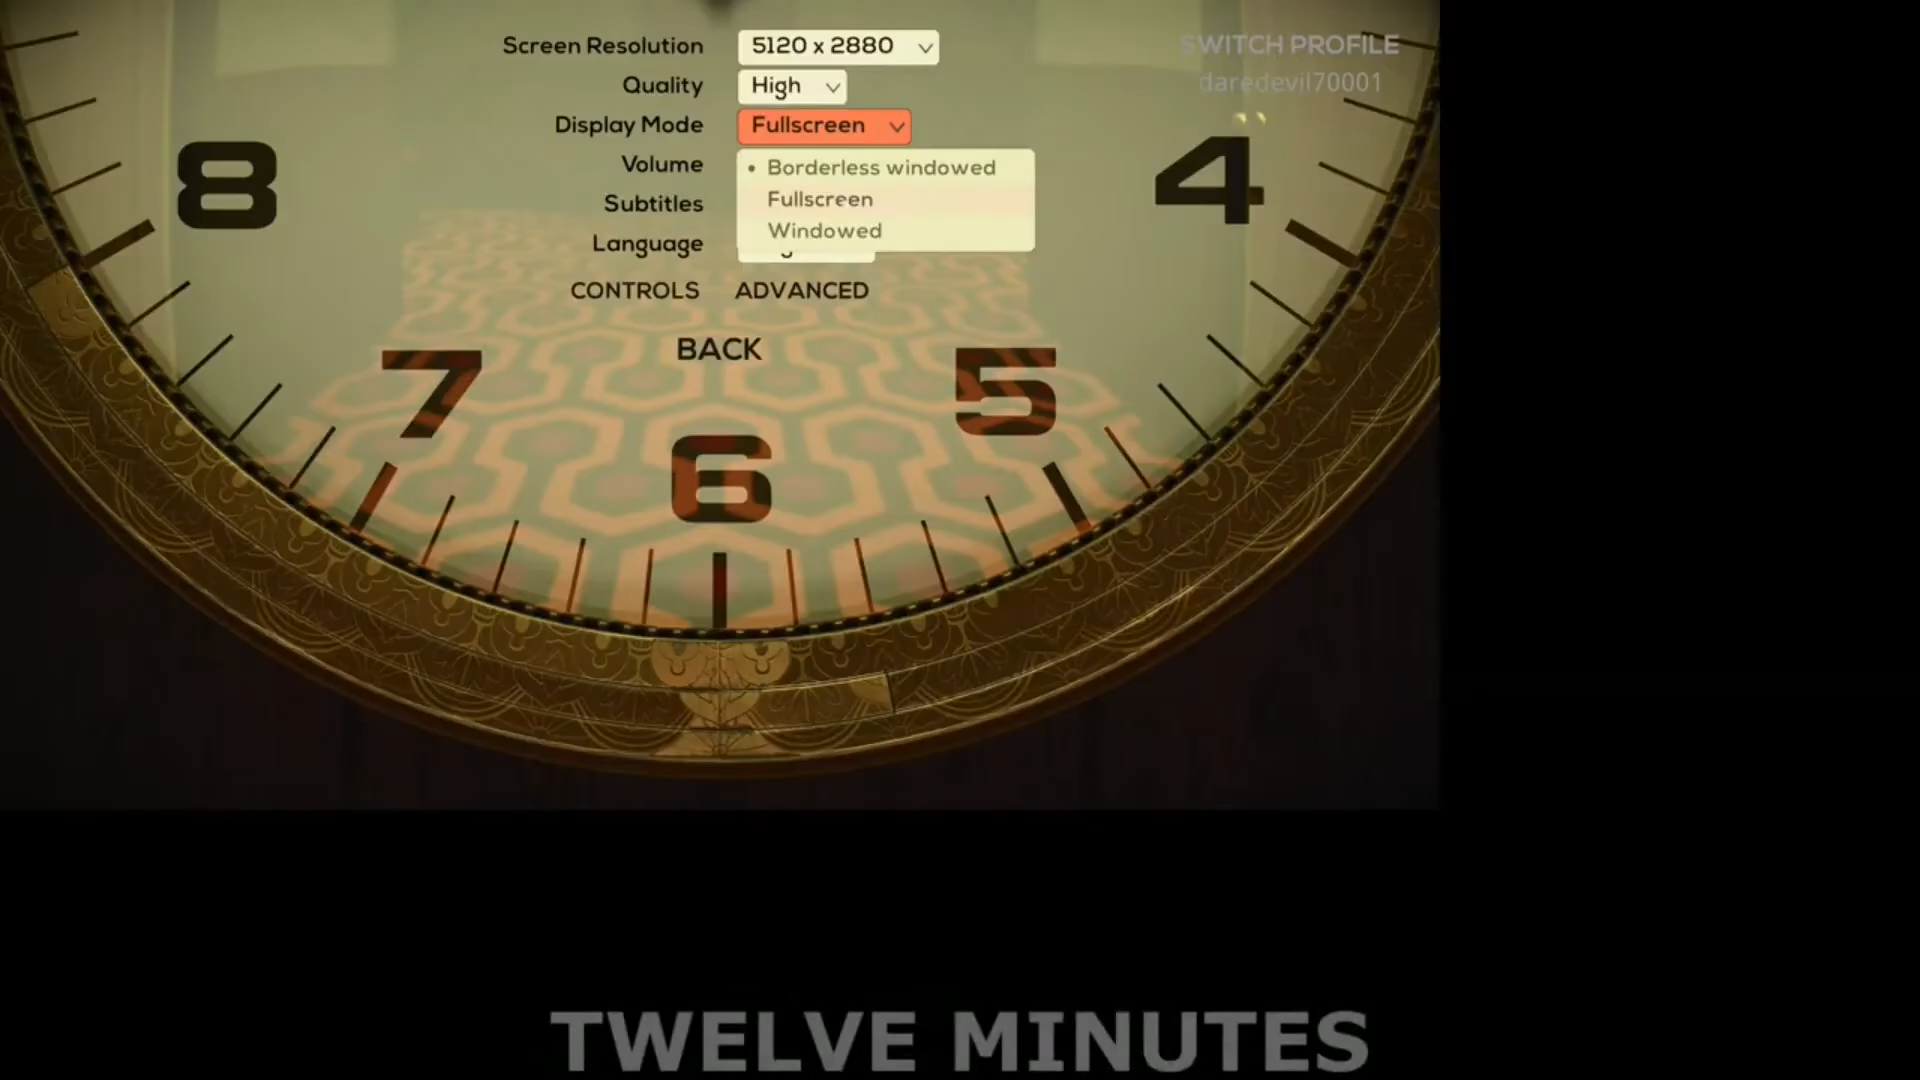 Screen Resolution 5120 x 2880
SWITCH PROFILE
daredevil70001
Quality High
Display Mode Fullscreen
Volume
• Borderless windowed
Subtitles
Fullscreen
Language
Windowed
CONTROLS ADVANCED
BACK
8
4
7
5
6
TWELVE MINUTES